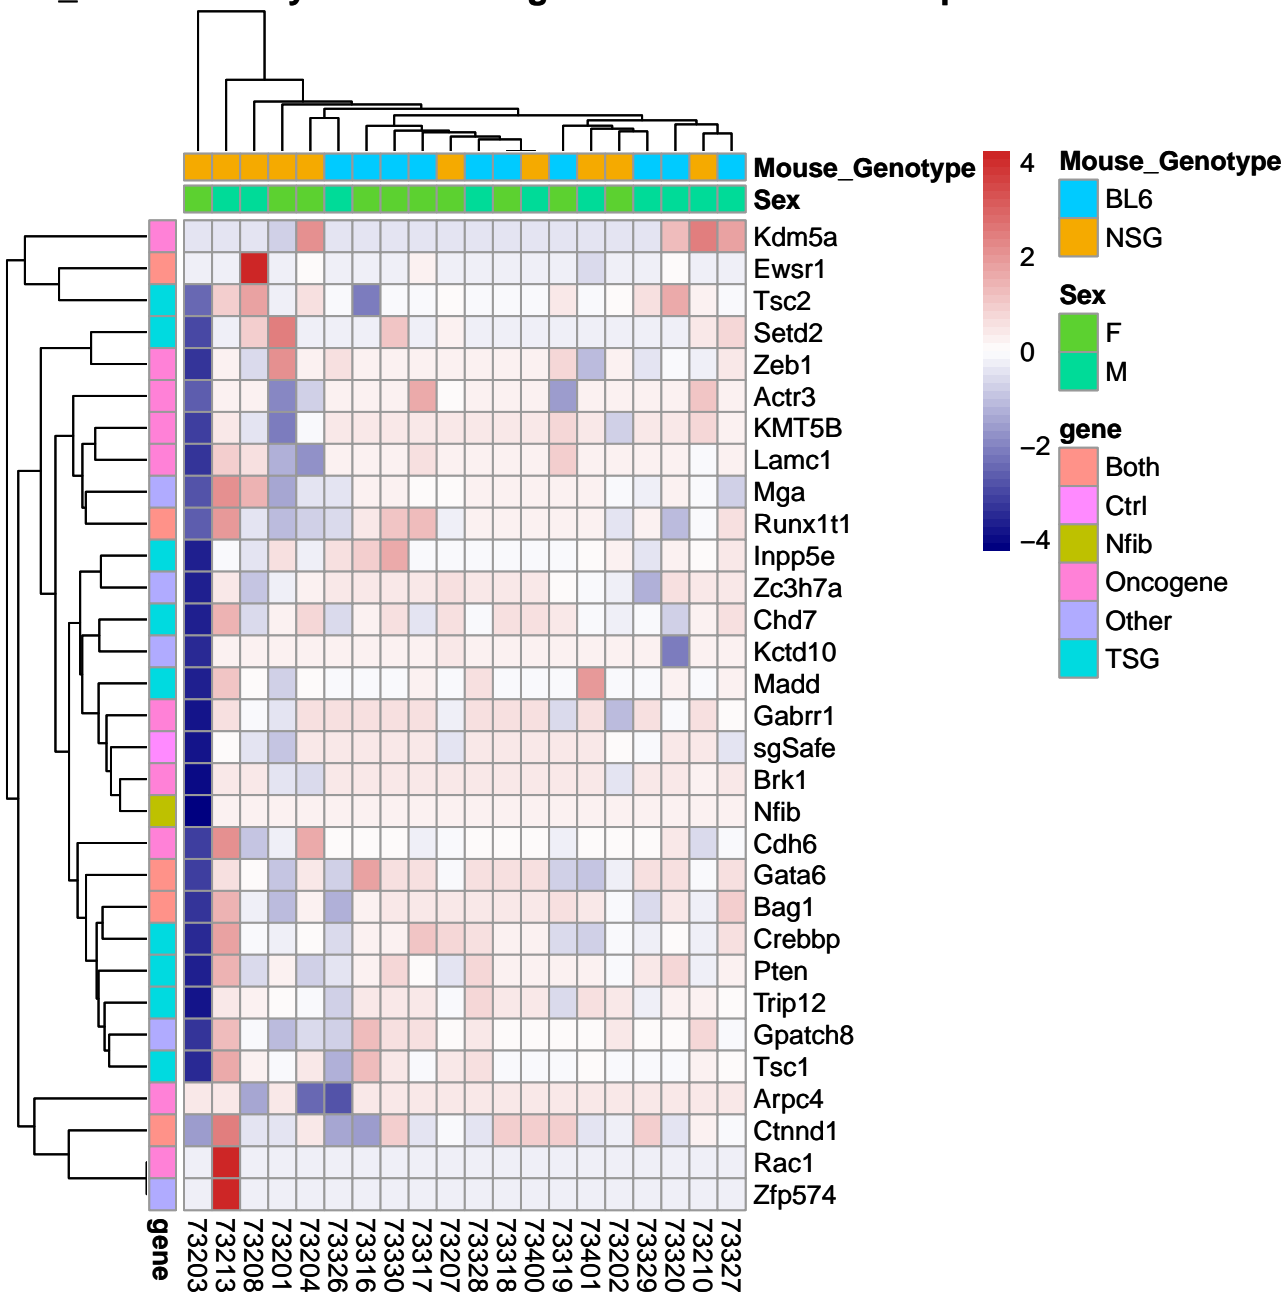 Mouse_Genotype
Sex
Kdm5a
Ewsr1
Tsc2
Setd2
Zeb1
Actr3
KMT5B
Lamc1
Mga
Runx1t1
Inpp5e
Zc3h7a
Chd7
Kctd10
Madd
Gabrr1
sgSafe
Brk1
Nfib
Cdh6
Gata6
Bag1
Crebbp
Pten
Trip12
Gpatch8
Tsc1
Arpc4
Ctnnd1
Rac1
Zfp574
4
2
0
−2
−4
Mouse_Genotype
BL6
NSG
Sex
F
M
gene
Both
Ctrl
Nfib
Oncogene
Other
TSG
gene
73203
73213
73208
73201
73204
73326
73316
73330
73317
73207
73328
73318
73400
73319
73401
73202
73329
73320
73210
73327